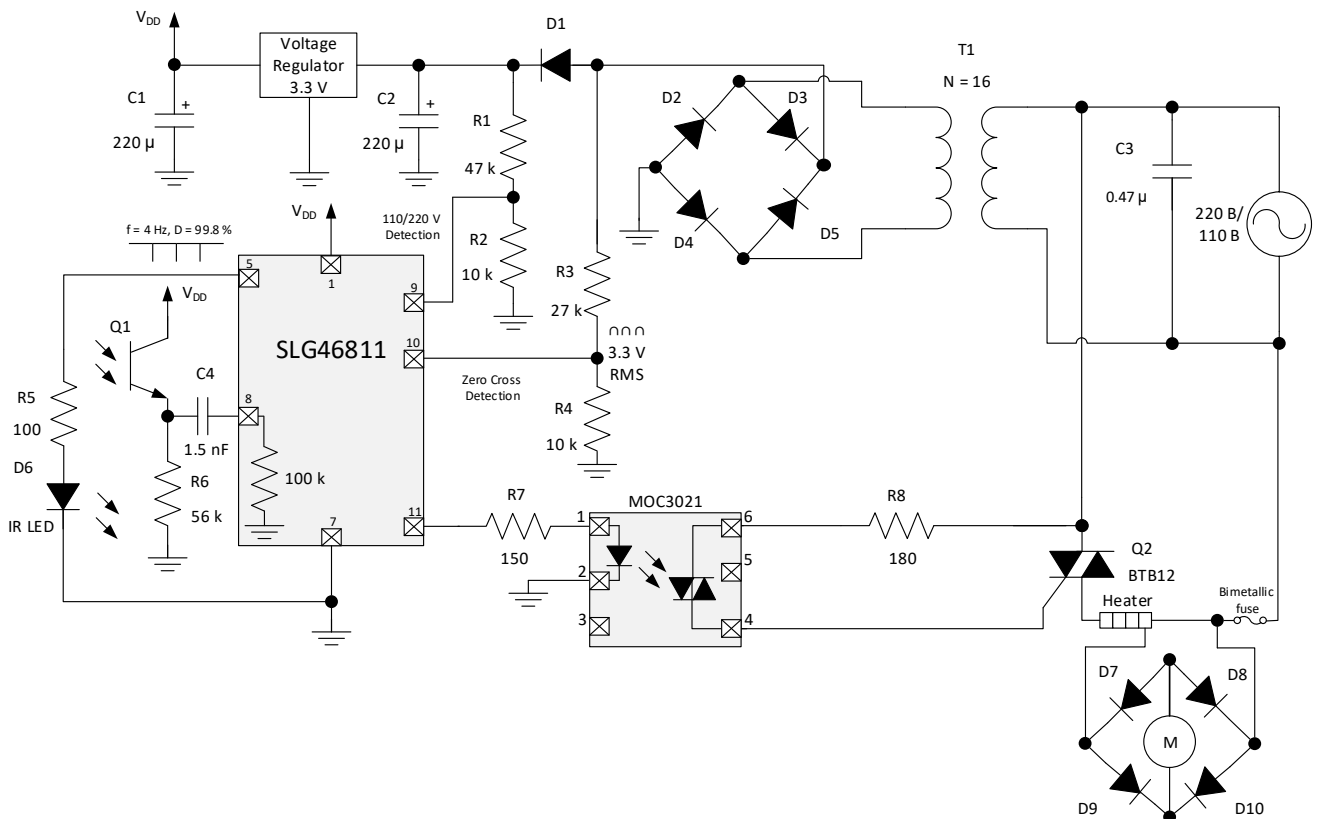 V_DD
Voltage
Regulator
3.3 V
C1
+
220 µ
C2
+
220 µ
D1
R1
47 k
D2
D3
D4
D5
T1
N = 16
C3
0.47 µ
220 В/
110 В
f = 4 Hz, D = 99.8 %
V_DD
110/220 V
Detection
R2
10 k
R3
27 k
3.3 V
RMS
R4
10 k
Zero Cross
Detection
SLG46811
5
1
9
10
8
7
11
100 k
V_DD
Q1
C4
1.5 nF
R5
100
D6
IR LED
R6
56 k
R7
150
MOC3021
1
2
3
6
5
4
R8
180
Q2
BTB12
Heater
Bimetallic
fuse
D7
D8
M
D9
D10